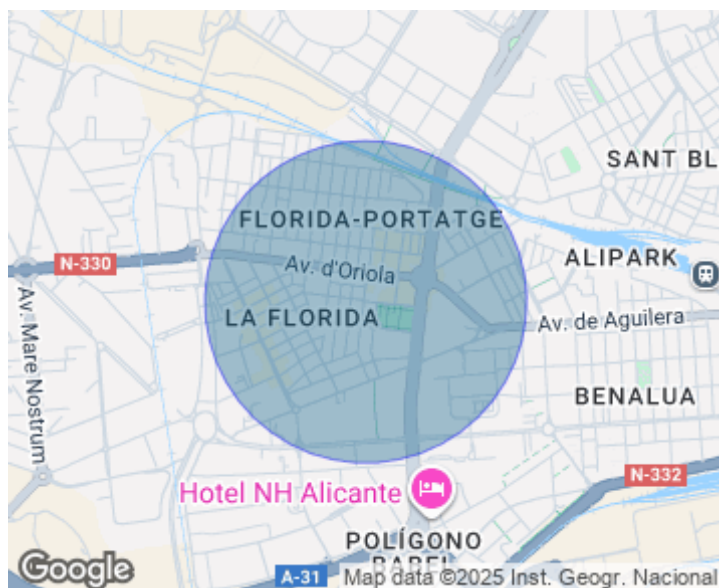 SANT BL
FLORIDA-PORTATGE
N-330
Av. d'Oriola
ALIPARK
LA FLORIDA
Av. de Aguilera
Av. Mare Nostrum
BENALUA
N-332
Hotel NH Alicante
POLÍGONO
BABEL
Google
A-31
Map data ©2025 Inst. Geogr. Nacional